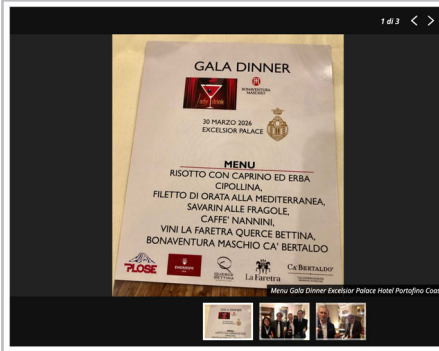 1 di 3
GALA DINNER
BONAVENTURA
MASCHIO
30 MARZO 2026
EXCELSIOR PALACE
MENU
RISOTTO CON CAPRINO ED ERBA
CIPOLLINA,
FILETTO DI ORATA ALLA MEDITERRANEA,
SAVARIN ALLE FRAGOLE,
CAFFE' NANNINI,
VINI LA FARETRA QUERCE BETTINA,
BONAVENTURA MASCHIO CA' BERTALDO
PLOSE
La Faretra
CA' BERTALDO
Menu Gala Dinner Excelsior Palace Hotel Portofino Coas